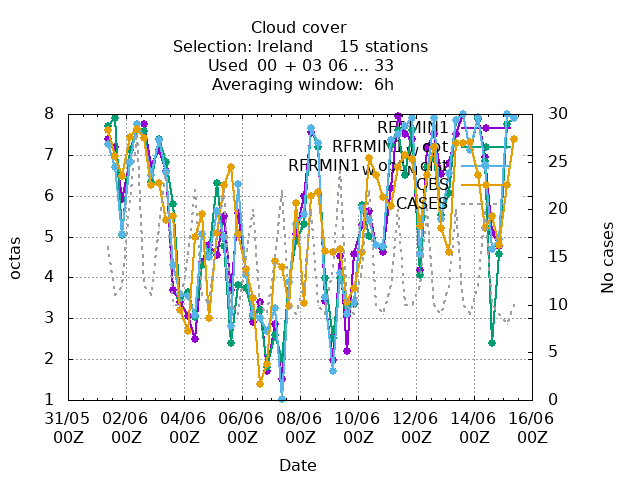 Cloud cover
Selection: Ireland 15 stations
Used 00 + 03 06 ... 33
Averaging window: 6h
octas
No cases
8
7
6
5
4
3
2
1
30
25
20
15
10
5
0
RFRMIN1
OBS
CASES
31/05 02/06 04/06 06/06 08/06 10/06 12/06 14/06 16/06
00Z 00Z 00Z 00Z 00Z 00Z 00Z 00Z 00Z
Date